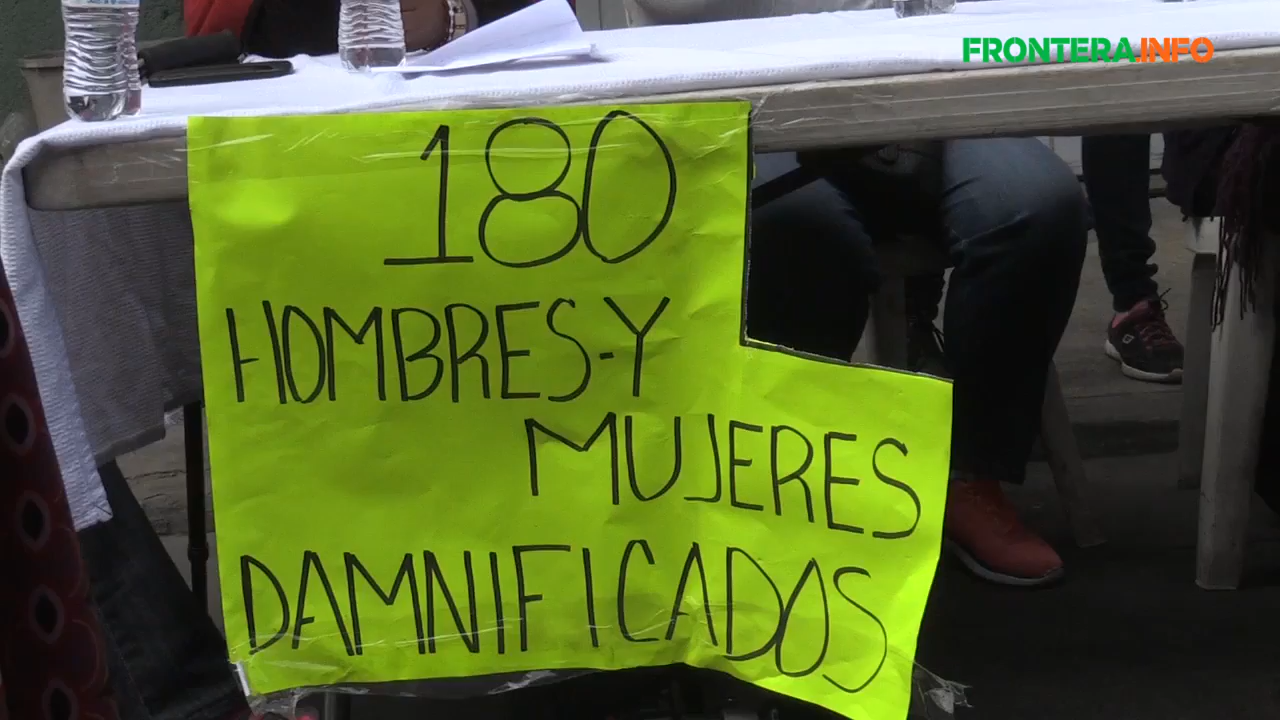 FRONTERA.INFO
180
HOMBRES-Y
MUJERES
DAMNIFICADOS